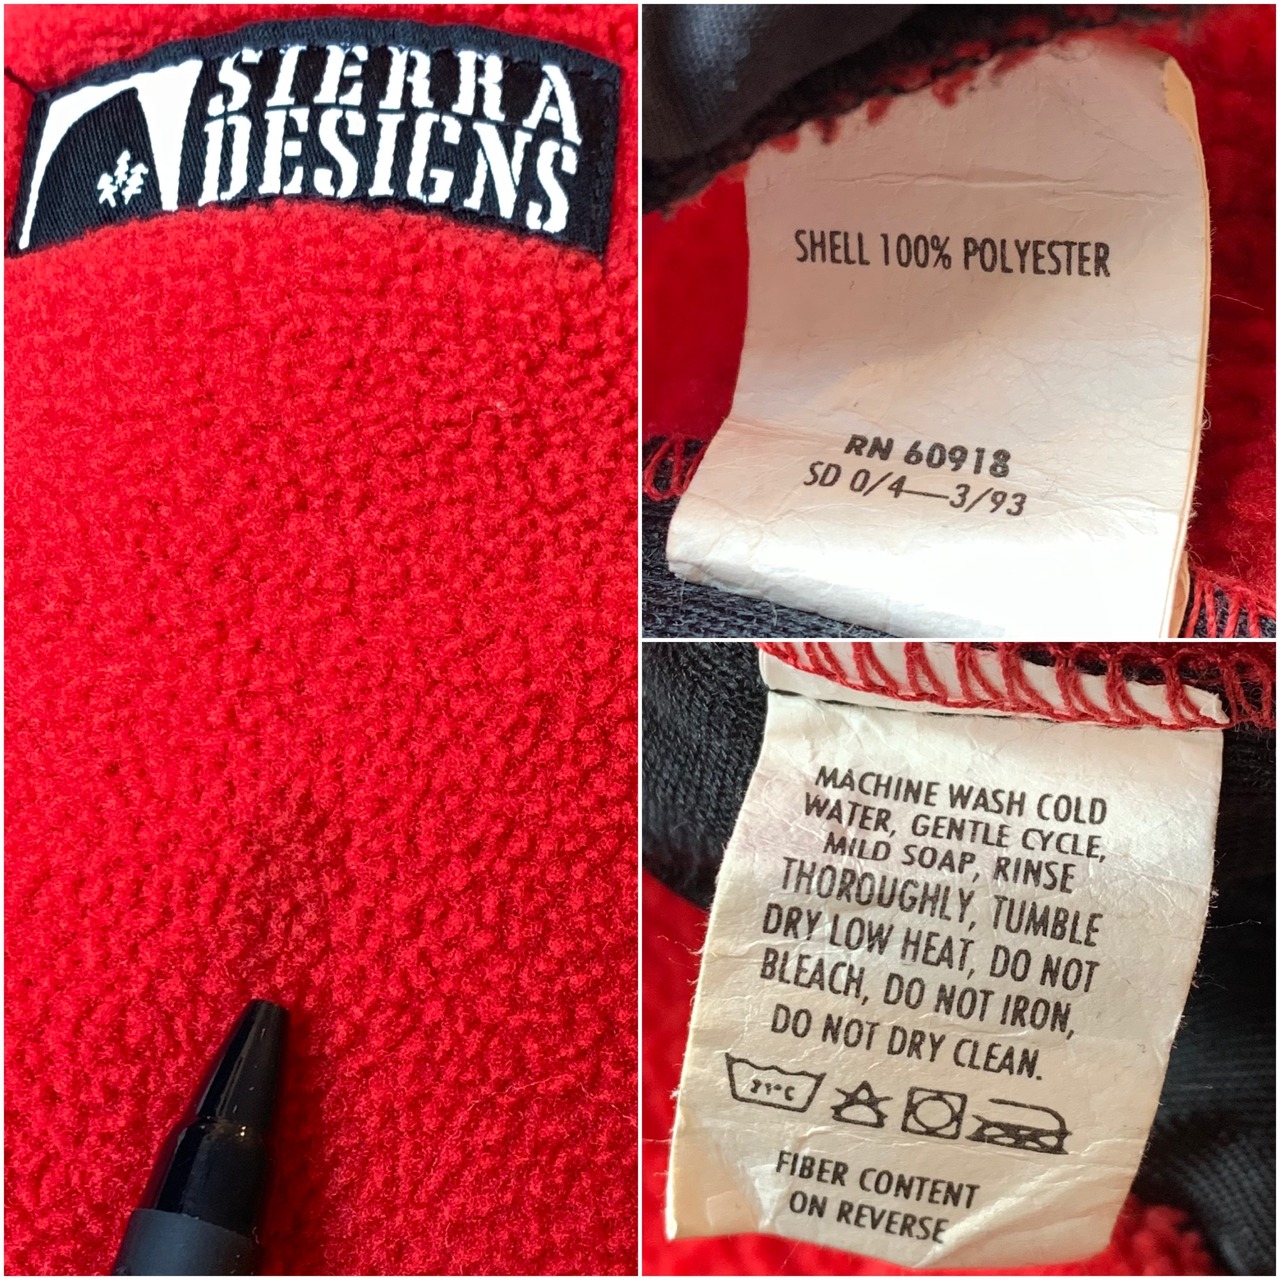 SIERRA
DESIGNS
SHELL 100% POLYESTER
RN 60918
SD 0/4—3/93
MACHINE WASH COLD
WATER, GENTLE CYCLE,
MILD SOAP, RINSE
THOROUGHLY, TUMBLE
DRY LOW HEAT, DO NOT
BLEACH, DO NOT IRON,
DO NOT DRY CLEAN.
FIBER CONTENT
ON REVERSE